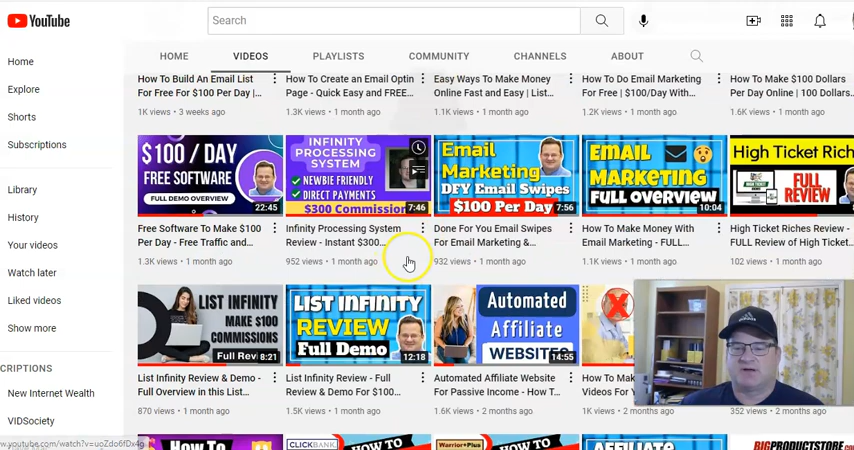 YouTube
Search
HOME
VIDEOS
PLAYLISTS
COMMUNITY
CHANNELS
ABOUT
Home
Explore
Shorts
Subscriptions
Library
History
Your videos
Watch later
Liked videos
Show more
CRIPTIONS
New Internet Wealth
VIDSociety
How To Build An Email List
For Free For $100 Per Day |...
1K views • 3 weeks ago
How To Create an Email Optin
Page - Quick Easy and FREE...
1.3K views • 1 month ago
Easy Ways To Make Money
Online Fast and Easy | List...
1.1K views • 1 month ago
How To Do Email Marketing
For Free | $100/Day With...
1.2K views • 1 month ago
How To Make $100 Dollars
Per Day Online | 100 Dollars...
1.6K views • 1 month ago
$100 / DAY
FREE SOFTWARE
FULL DEMO OVERVIEW
22:45
Free Software To Make $100
Per Day - Free Traffic and...
1.3K views • 1 month ago
INFINITY
PROCESSING
SYSTEM
NEWBIE FRIENDLY
DIRECT PAYMENTS
$300 Commission
7:46
Infinity Processing System
Review - Instant $300...
952 views • 1 month ago
Email
Marketing
DFY EMAIL SWIPES
$100 Per Day
7:56
Done For You Email Swipes
For Email Marketing &...
932 views • 1 month ago
EMAIL
MARKETING
FULL OVERVIEW
10:04
How To Make Money With
Email Marketing - FULL...
1.1K views • 1 month ago
High Ticket Riches
FULL
REVIEW
High Ticket Riches Review -
FULL Review of High Ticket...
102 views • 1 month ago
LIST INFINITY
MAKE $100
COMMISSIONS
Full Rev
8:21
List Infinity Review & Demo -
Full Overview in this List...
870 views • 1 month ago
LIST INFINITY
REVIEW
Full Demo
12:18
List Infinity Review - Full
Review & Demo For $100...
1.5K views • 1 month ago
Automated
Affiliate
WEBSITES
14:55
Automated Affiliate Website
For Passive Income - How T...
1.6K views • 2 months ago
How To Mak
Videos For Y
1K views • 2 months ago
352 views • 2 months ago
w.youtube.com/watch?v=uoZdo6fDx4g
How To
CLICKBANK
HOW TO
Warrior+Plus
HOW TO
AFFILIATE
BIGPRODUCTSTORE.co